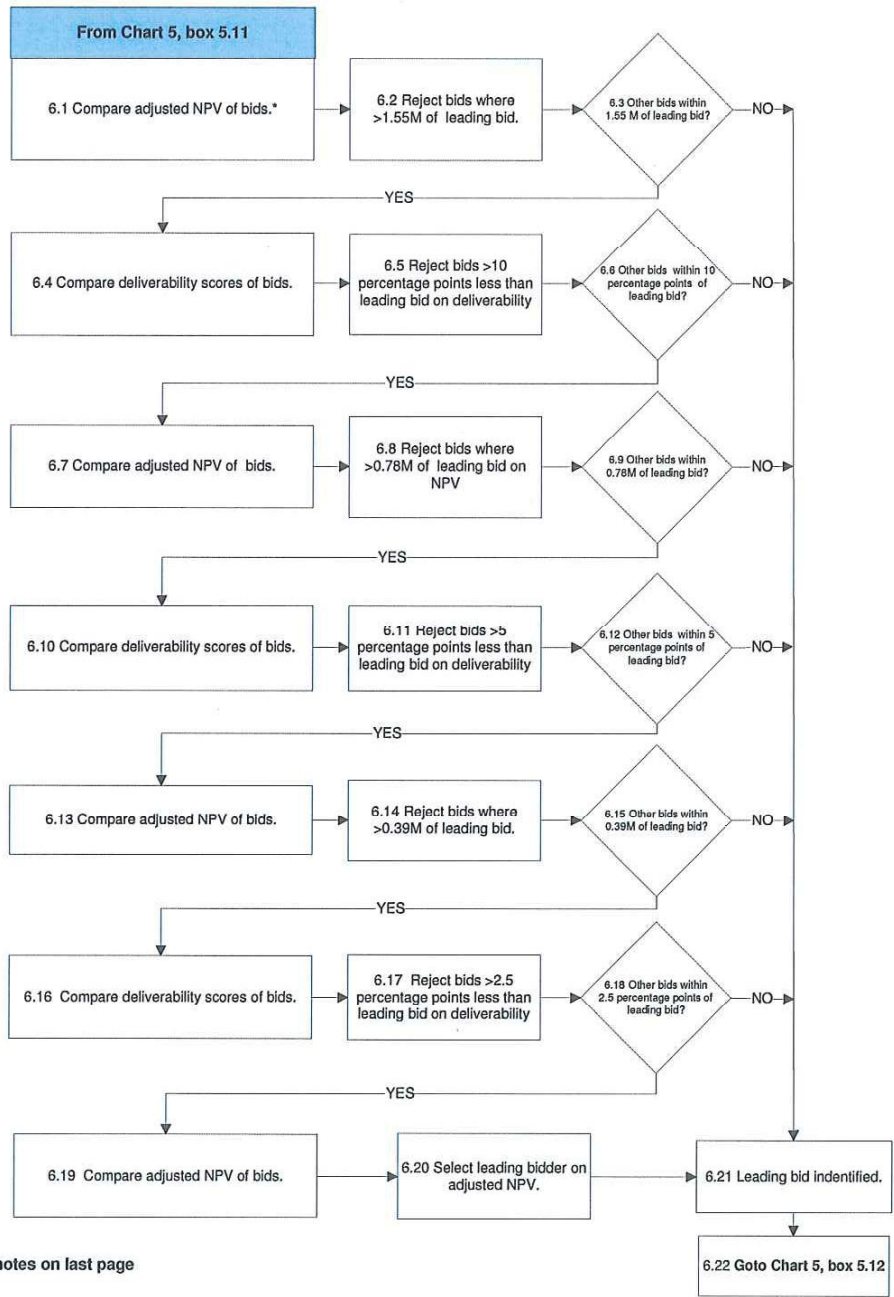 From Chart 5, box 5.11
6.1 Compare adjusted NPV of bids.*
6.2 Reject bids where
>1.55M of leading bid.
6.3 Other bids within
1.55 M of leading bid?
NO
YES
6.4 Compare deliverability scores of bids.
6.5 Reject bids >10
percentage points less than
leading bid on deliverability
6.6 Other bids within 10
percentage points of
leading bid?
NO
YES
6.7 Compare adjusted NPV of bids.
6.8 Reject bids where
>0.78M of leading bid on
NPV
6.9 Other bids within
0.78M of leading bid?
NO
YES
6.10 Compare deliverability scores of bids.
6.11 Reject bids >5
percentage points less than
leading bid on deliverability
6.12 Other bids within 5
percentage points of
leading bid?
NO
YES
6.13 Compare adjusted NPV of bids.
6.14 Reject bids where
>0.39M of leading bid.
6.15 Other bids within
0.39M of leading bid?
NO
YES
6.16 Compare deliverability scores of bids.
6.17 Reject bids >2.5
percentage points less than
leading bid on deliverability
6.18 Other bids within
2.5 percentage points of
leading bid?
NO
YES
6.19 Compare adjusted NPV of bids.
6.20 Select leading bidder on
adjusted NPV.
6.21 Leading bid indentified.
6.22 Goto Chart 5, box 5.12
notes on last page